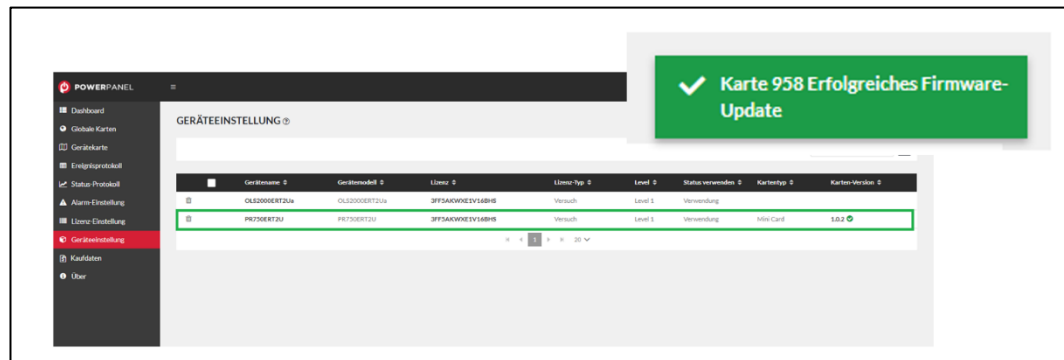 Karte 958 Erfolgreiches Firmware-
Update
POWERPANEL
Dashboard
Globale Karten
Gerätekarte
Ereignisprotokoll
Status-Protokoll
Alarm-Einstellung
Lizenz-Einstellung
Geräteeinstellung
Kaufdaten
Über
GERÄTEEINSTELLUNG
Gerätename Gerätemodell Lizenz Lizenz-Typ Level Status verwenden Kartentyp Karten-Version
OLS2000ERT2Ua OLS2000ERT2Ua 3FF5AKWXE1V16BHS Versuch Level 1 Verwendung
PR750ERT2U PR750ERT2U 3FF5AKWXE1V16BHS Versuch Level 1 Verwendung Mini Card 1.0.2
« 1 » 20